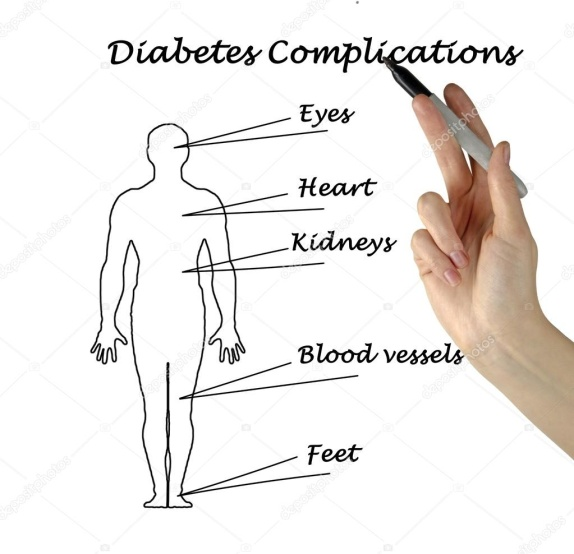 Diabetes Complications
Eyes
Heart
Kidneys
Blood vessels
Feet